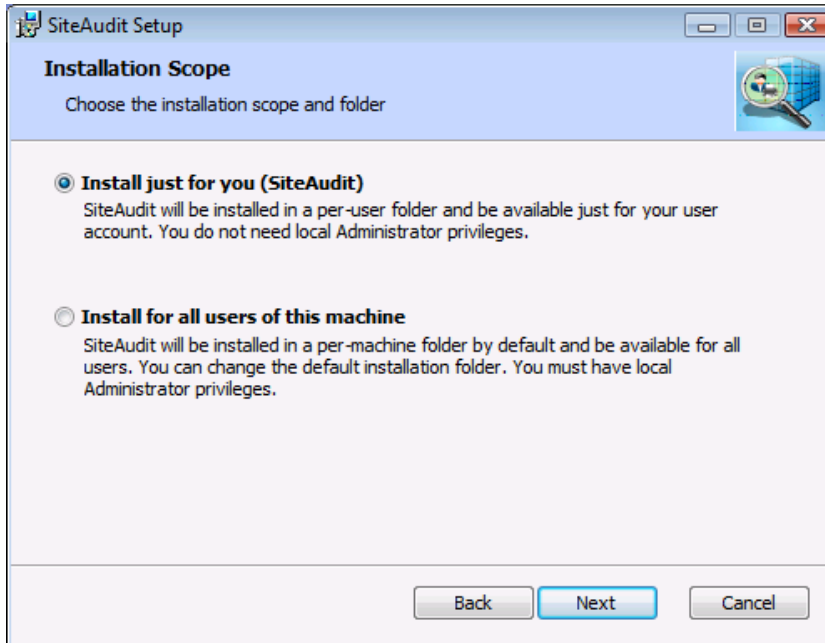 SiteAudit Setup
Installation Scope
Choose the installation scope and folder
Install just for you (SiteAudit)
SiteAudit will be installed in a per-user folder and be available just for your user
account. You do not need local Administrator privileges.
Install for all users of this machine
SiteAudit will be installed in a per-machine folder by default and be available for all
users. You can change the default installation folder. You must have local
Administrator privileges.
Back Next Cancel